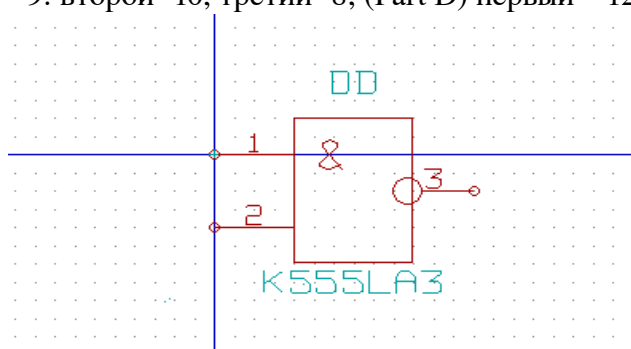 9. второй -10, третий -8, (Part D) первый – 12
DD
1
&
3
2
K555LA3